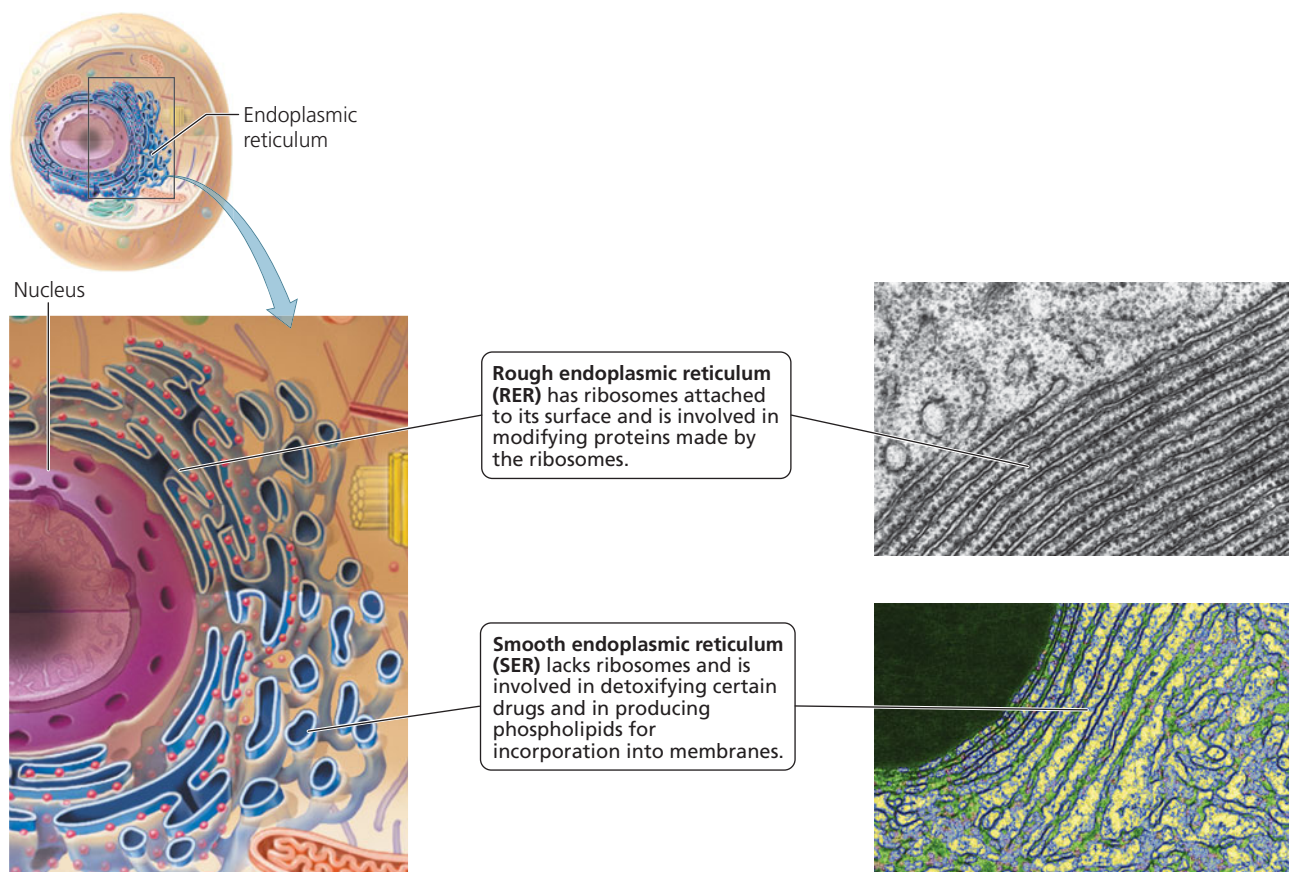 Endoplasmic
reticulum
Nucleus
Rough endoplasmic reticulum
(RER) has ribosomes attached
to its surface and is involved in
modifying proteins made by
the ribosomes.
Smooth endoplasmic reticulum
(SER) lacks ribosomes and is
involved in detoxifying certain
drugs and in producing
phospholipids for
incorporation into membranes.